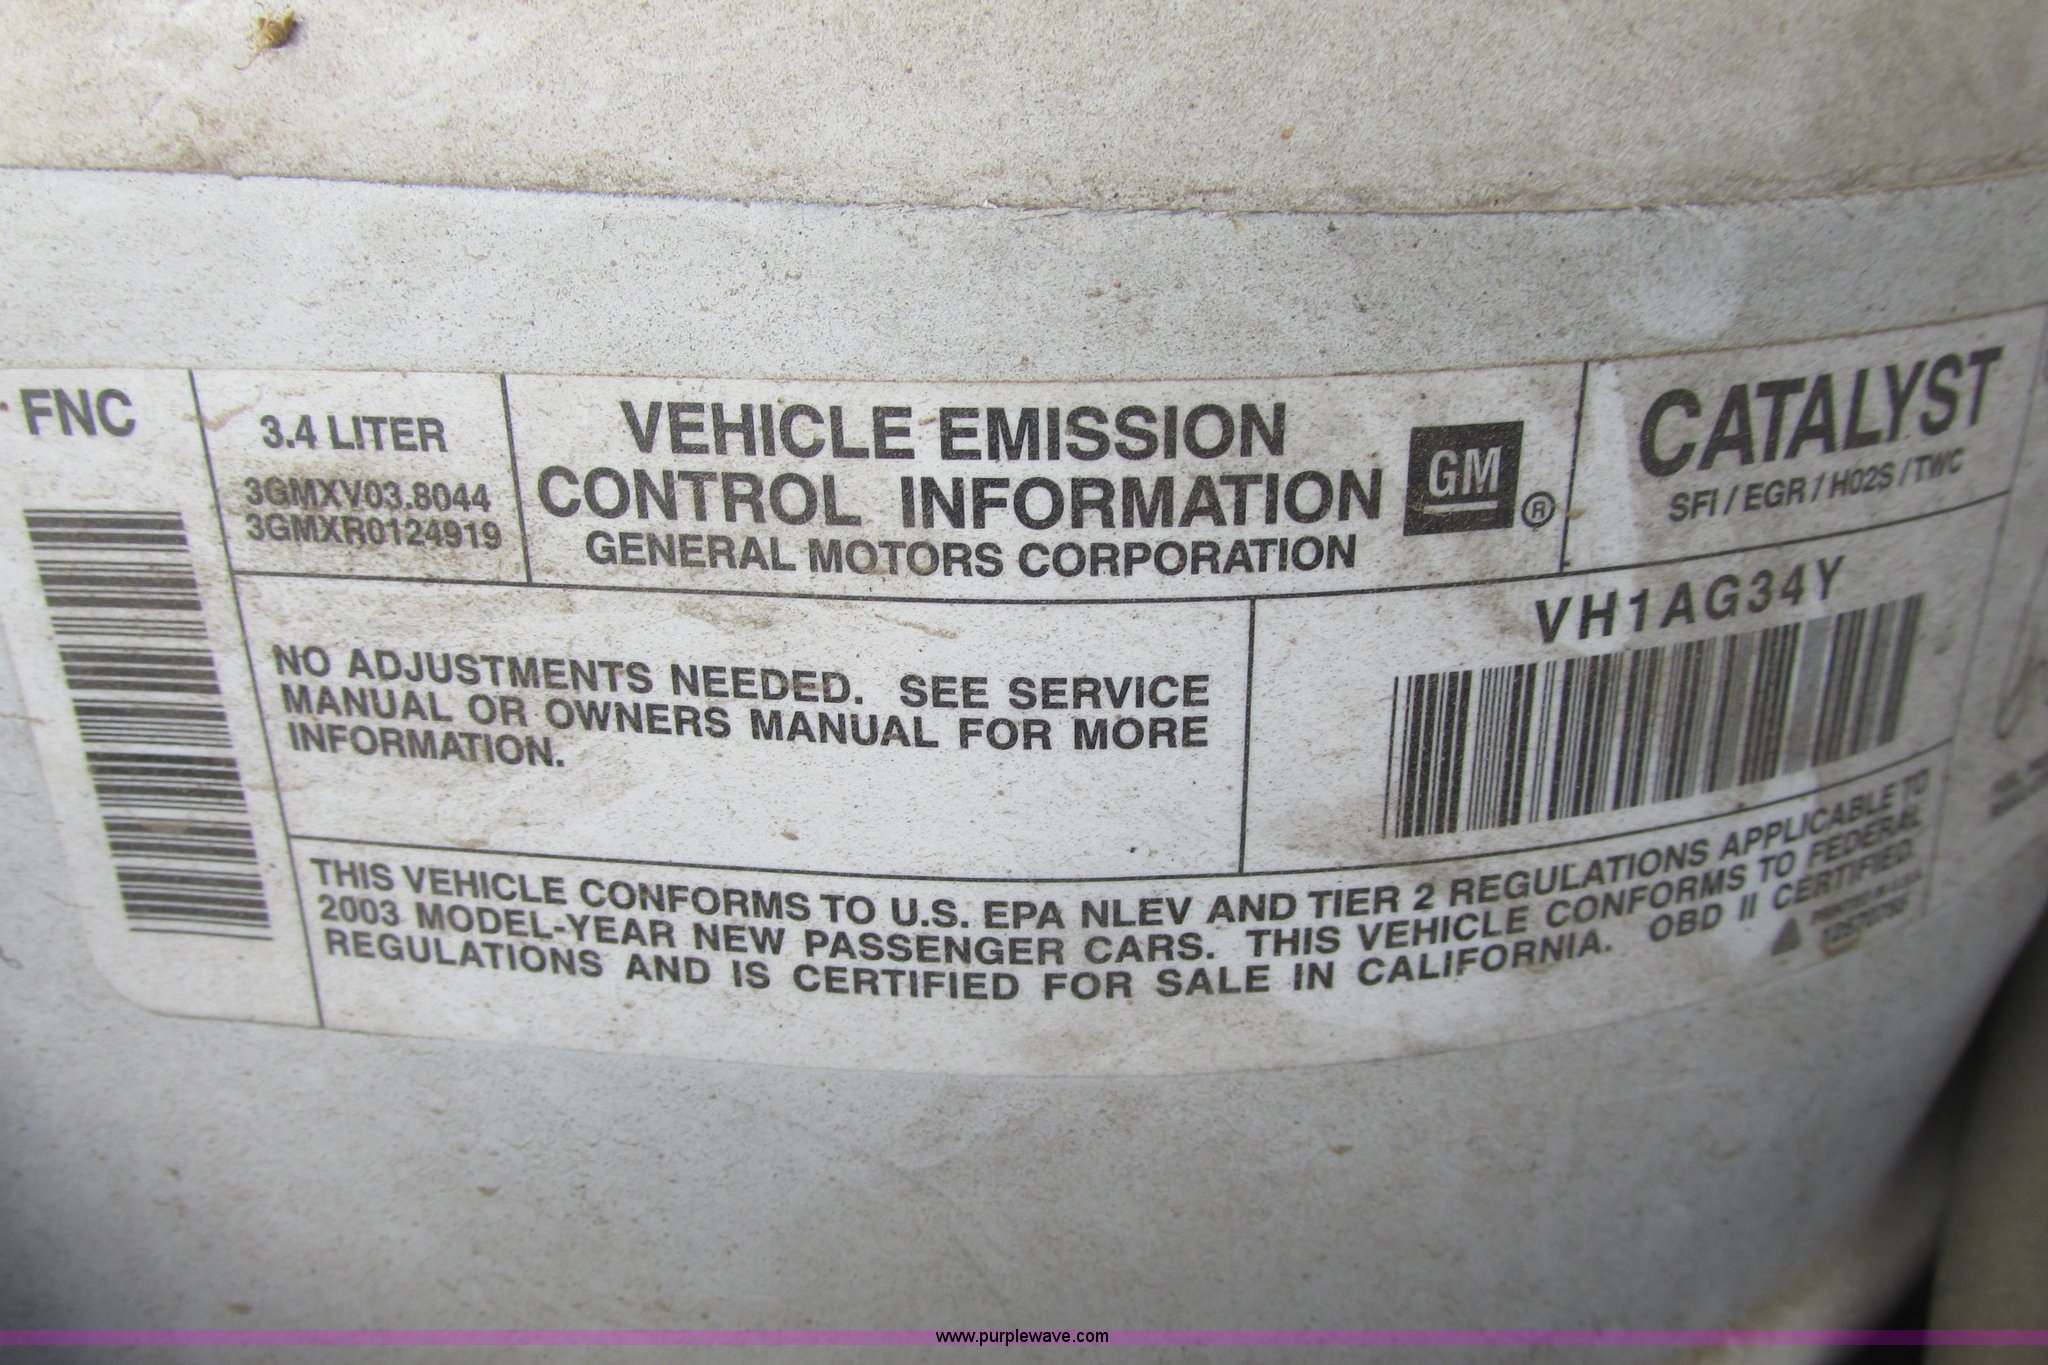 FNC
3.4 LITER
3GMXV03.8044
3GMXR0124919
VEHICLE EMISSION
CONTROL INFORMATION
GENERAL MOTORS CORPORATION
GM
®
CATALYST
SFI / EGR / H02S / TWC
VH1AG34Y
NO ADJUSTMENTS NEEDED. SEE SERVICE
MANUAL OR OWNERS MANUAL FOR MORE
INFORMATION.
THIS VEHICLE CONFORMS TO U.S. EPA NLEV AND TIER 2 REGULATIONS APPLICABLE TO
2003 MODEL-YEAR NEW PASSENGER CARS. THIS VEHICLE CONFORMS TO FEDERAL
REGULATIONS AND IS CERTIFIED FOR SALE IN CALIFORNIA. OBD II CERTIFIED.
PRINTED IN U.S.A.
www.purplewave.com